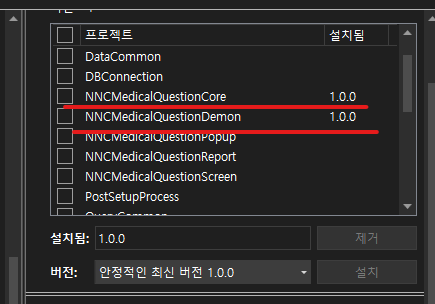 프로젝트 설치됨
DataCommon
DBConnection
NNCMedicalQuestionCore 1.0.0
NNCMedicalQuestionDemon 1.0.0
NNCMedicalQuestionPopup
NNCMedicalQuestionReport
NNCMedicalQuestionScreen
PostSetupProcess
QueryCommon
설치됨: 1.0.0 제거
버전: 안정적인 최신 버전 1.0.0 설치